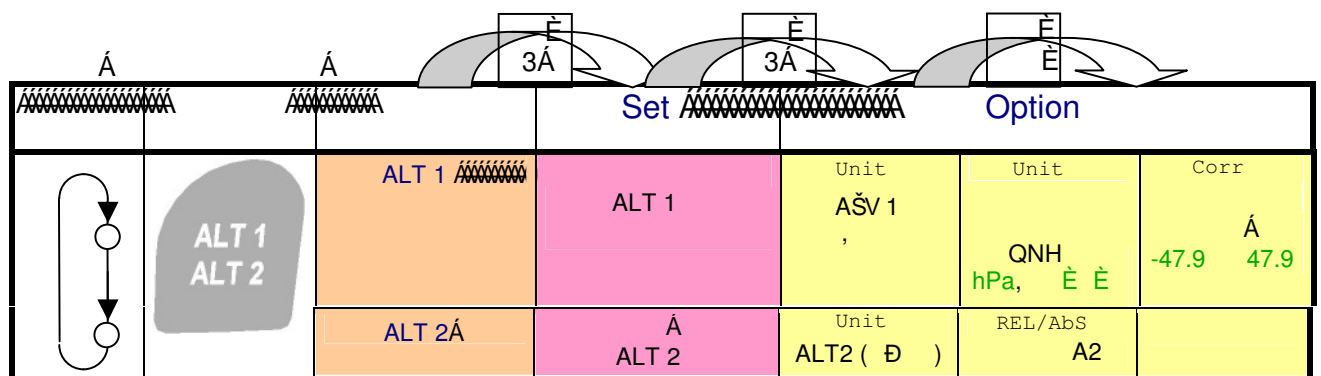 È È È
3Á 3Á È
Á Á
Set Option
ALT 1
ALT 2
ALT 1
ALT 1
Unit
AŠV 1
,
Unit
QNH
hPa, È È
Corr
Á
-47.9 47.9
ALT 2Á
Á
ALT 2
Unit
ALT2 ( Đ )
REL/AbS
A2